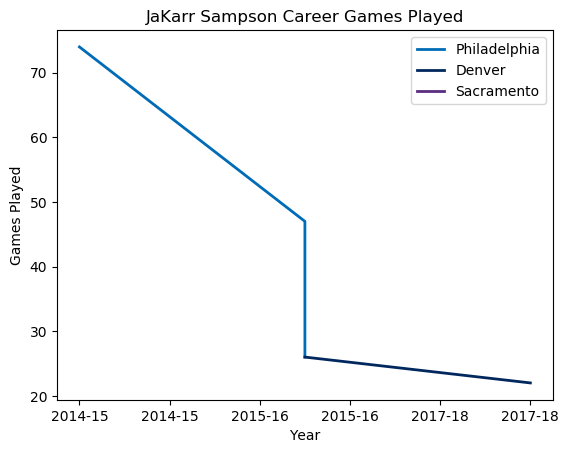 JaKarr Sampson Career Games Played
Philadelphia
Denver
Sacramento
Games Played
70
60
50
40
30
20
2014-15 2014-15 2015-16 2015-16 2017-18 2017-18
Year